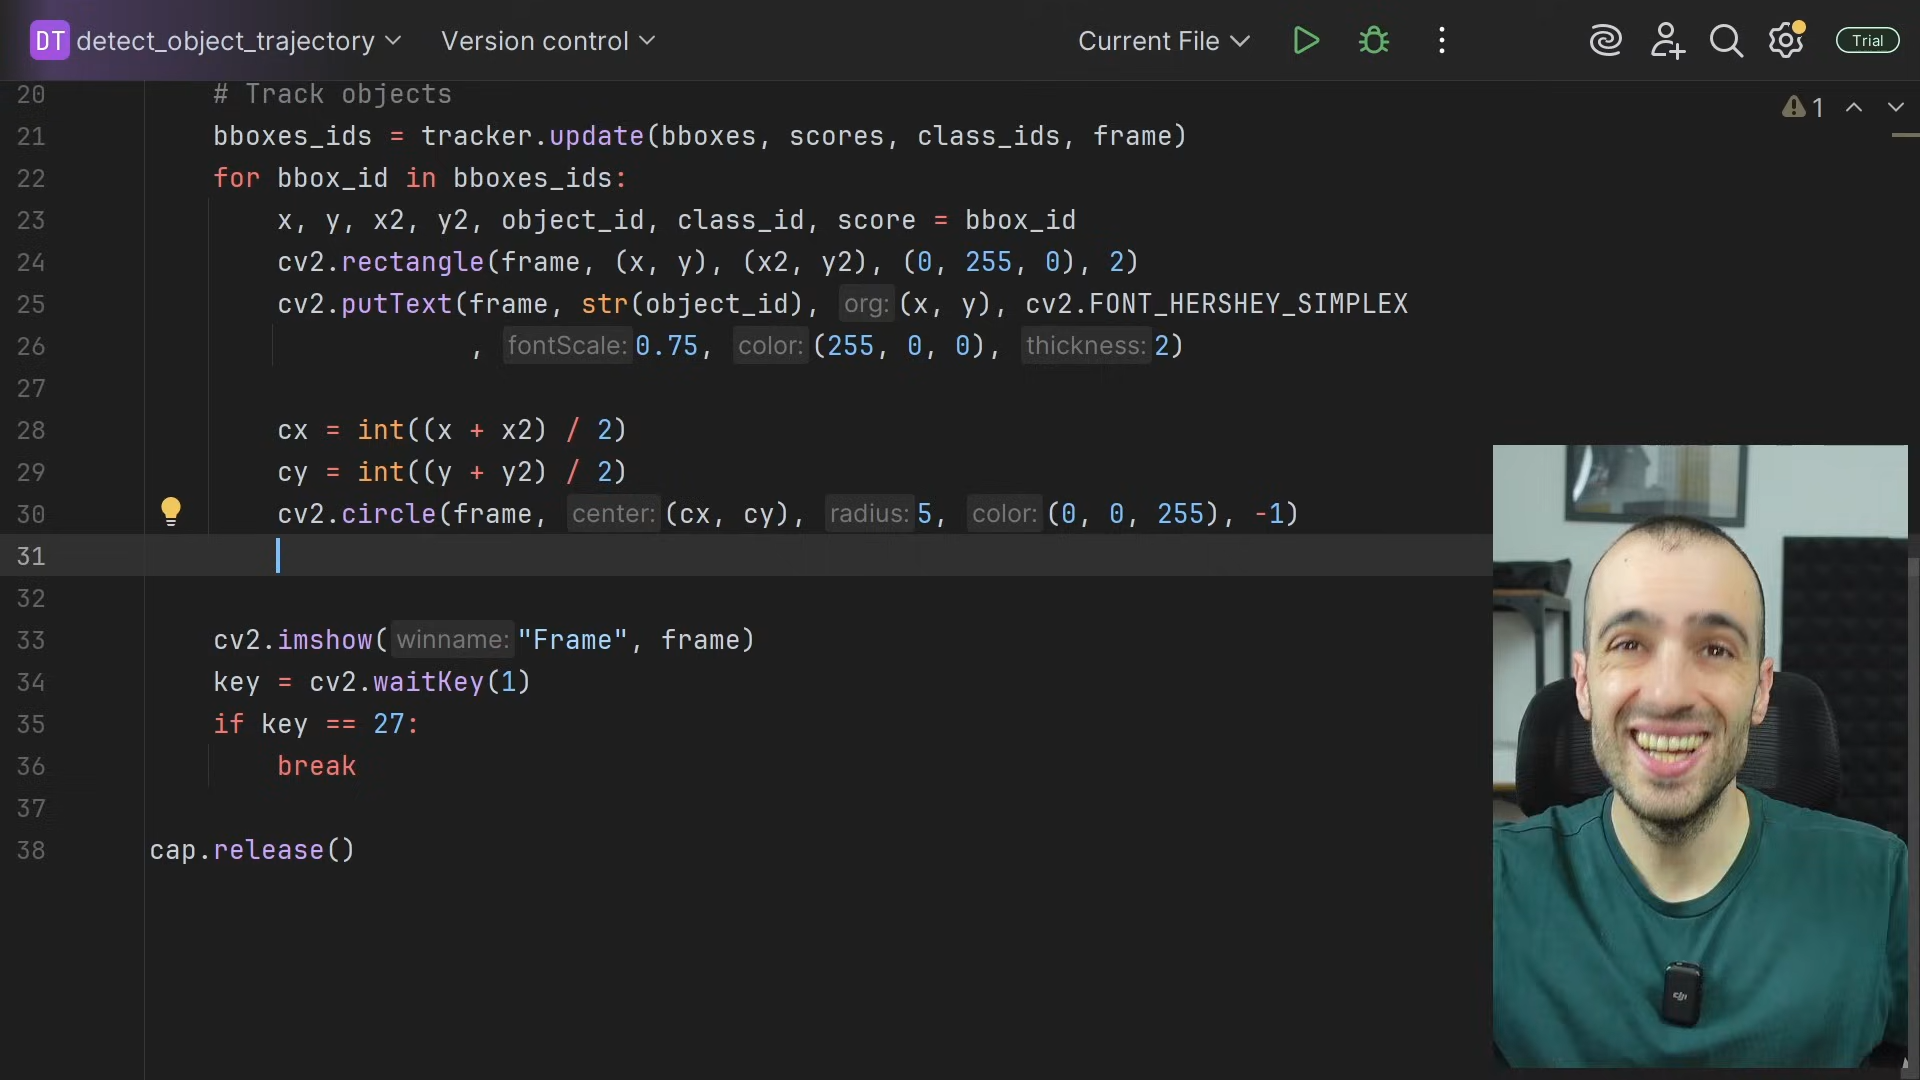 DT detect_object_trajectory Version control Current File Trial
20 # Track objects
1
21 bboxes_ids = tracker.update(bboxes, scores, class_ids, frame)
22 for bbox_id in bboxes_ids:
23 x, y, x2, y2, object_id, class_id, score = bbox_id
24 cv2.rectangle(frame, (x, y), (x2, y2), (0, 255, 0), 2)
25 cv2.putText(frame, str(object_id), org: (x, y), cv2.FONT_HERSHEY_SIMPLEX
26 , fontScale: 0.75, color: (255, 0, 0), thickness: 2)
27
28 cx = int((x + x2) / 2)
29 cy = int((y + y2) / 2)
30 cv2.circle(frame, center: (cx, cy), radius: 5, color: (0, 0, 255), -1)
31
32
33 cv2.imshow( winname: "Frame", frame)
34 key = cv2.waitKey(1)
35 if key == 27:
36 break
37
38 cap.release()
dji